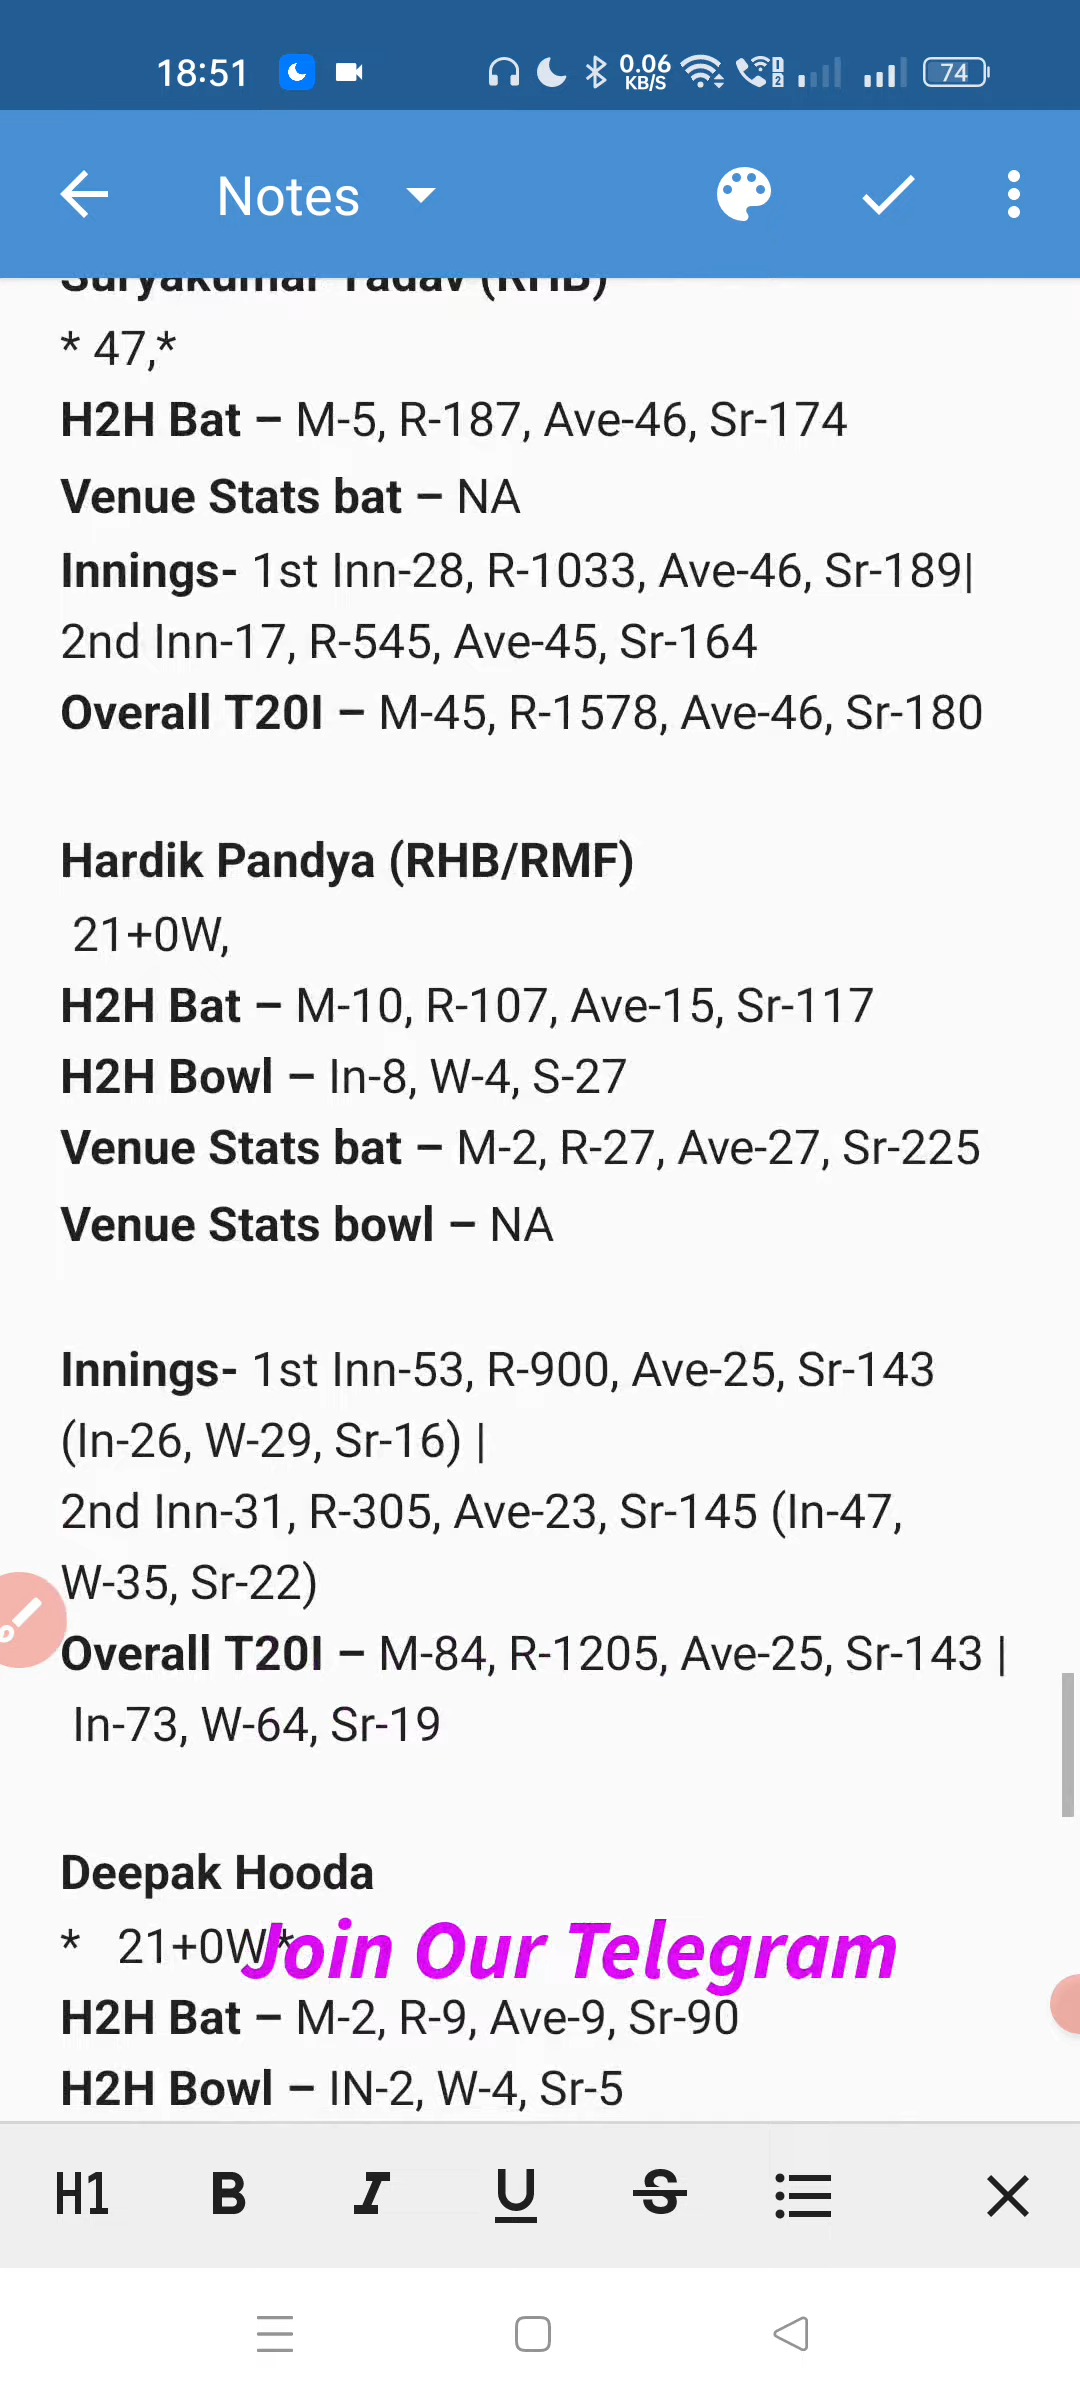 18:51
0.06
KB/S
74
Notes
Suryakumar Yadav (RHB)
* 47,*
H2H Bat – M-5, R-187, Ave-46, Sr-174
Venue Stats bat – NA
Innings- 1st Inn-28, R-1033, Ave-46, Sr-189|
2nd Inn-17, R-545, Ave-45, Sr-164
Overall T20I – M-45, R-1578, Ave-46, Sr-180
Hardik Pandya (RHB/RMF)
21+0W,
H2H Bat – M-10, R-107, Ave-15, Sr-117
H2H Bowl – In-8, W-4, S-27
Venue Stats bat – M-2, R-27, Ave-27, Sr-225
Venue Stats bowl – NA
Innings- 1st Inn-53, R-900, Ave-25, Sr-143
(In-26, W-29, Sr-16) |
2nd Inn-31, R-305, Ave-23, Sr-145 (In-47,
W-35, Sr-22)
Overall T20I – M-84, R-1205, Ave-25, Sr-143 |
In-73, W-64, Sr-19
Deepak Hooda
* 21+0W*
Join Our Telegram
H2H Bat – M-2, R-9, Ave-9, Sr-90
H2H Bowl – IN-2, W-4, Sr-5
H1 B I U S